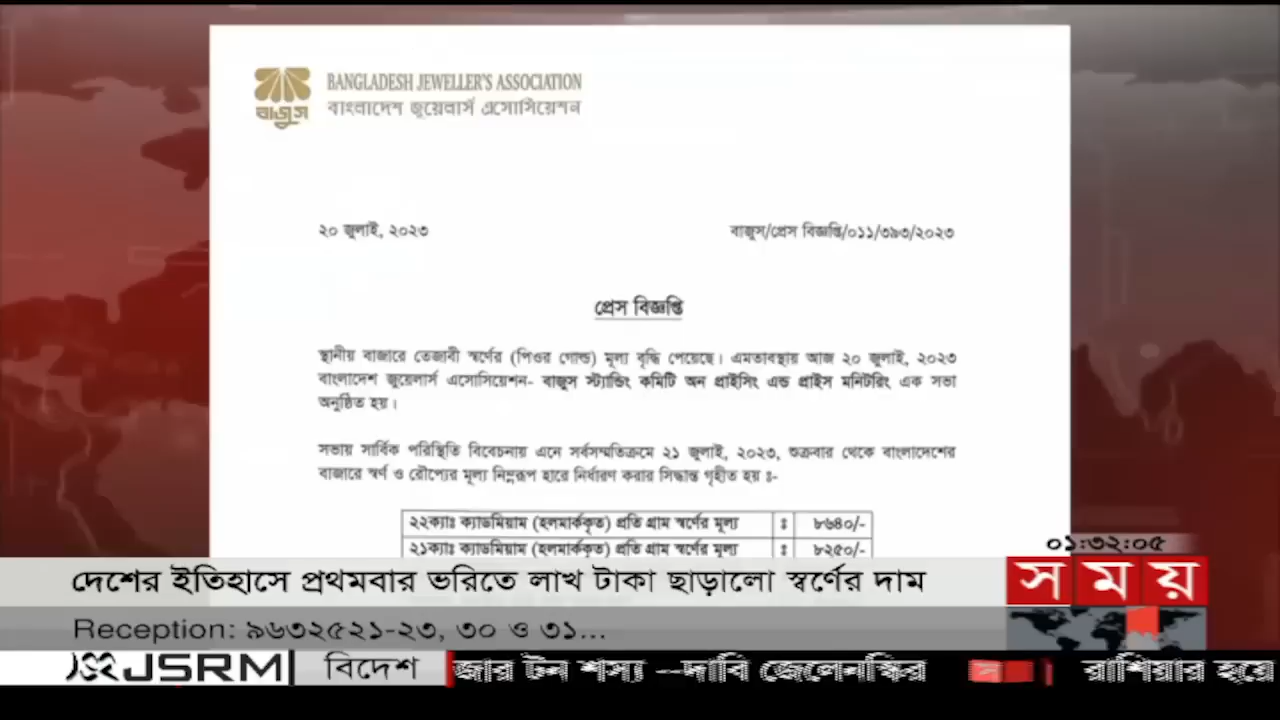 BANGLADESH JEWELLER'S ASSOCIATION
বাজুস
বাংলাদেশ জুয়েলার্স এসোসিয়েশন
২০ জুলাই, ২০২৩
বাজুস/প্রেস বিজ্ঞপ্তি/০১১/৩৯৩/২০২৩
প্রেস বিজ্ঞপ্তি
স্থানীয় বাজারে তেজাবী স্বর্ণের (পিওর গোল্ড) মূল্য বৃদ্ধি পেয়েছে। এমতাবস্থায় আজ ২০ জুলাই, ২০২৩
বাংলাদেশ জুয়েলার্স এসোসিয়েশন- বাজুস স্ট্যান্ডিং কমিটি অন প্রাইসিং এন্ড প্রাইস মনিটরিং এক সভা
অনুষ্ঠিত হয়।
সভায় সার্বিক পরিস্থিতি বিবেচনায় এনে সর্বসম্মতিক্রমে ২১ জুলাই, ২০২৩, শুক্রবার থেকে বাংলাদেশের
বাজারে স্বর্ণ ও রৌপ্যের মূল্য নিম্নরূপ হারে নির্ধারণ করার সিদ্ধান্ত গৃহীত হয় ঃ-
২২ক্যাঃ ক্যাডমিয়াম (হলমার্ককৃত) প্রতি গ্রাম স্বর্ণের মূল্য ঃ ৮৬৪০/-
২১ক্যাঃ ক্যাডমিয়াম (হলমার্ককৃত) প্রতি গ্রাম স্বর্ণের মূল্য ঃ ৮২৫০/-
০১:৩২:০৫
দেশের ইতিহাসে প্রথমবার ভরিতে লাখ টাকা ছাড়ালো স্বর্ণের দাম
সময়
Reception: ৯৬৩২৫২১-২৩, ৩০ ও ৩১...
JSRM বিদেশ জার টন শস্য --দাবি জেলেনস্কির সময় রাশিয়ার হয়ে